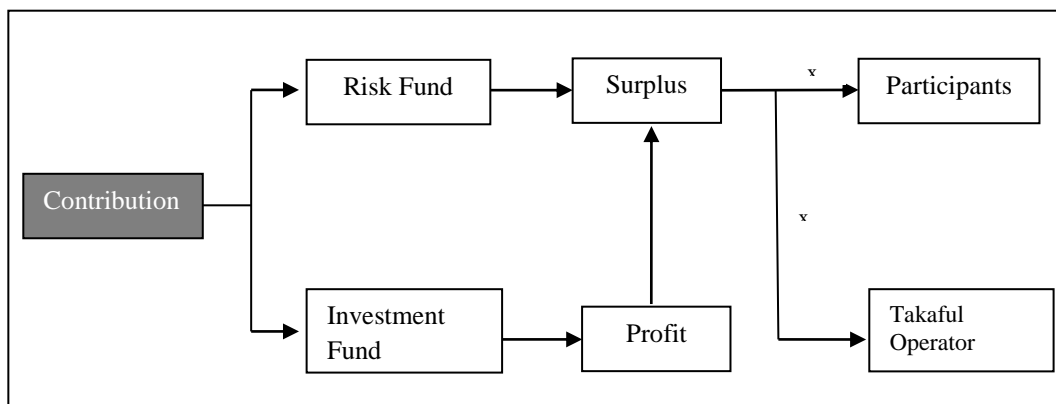 Risk Fund
Surplus
x
Participants
Contribution
x
Investment
Fund
Profit
Takaful
Operator